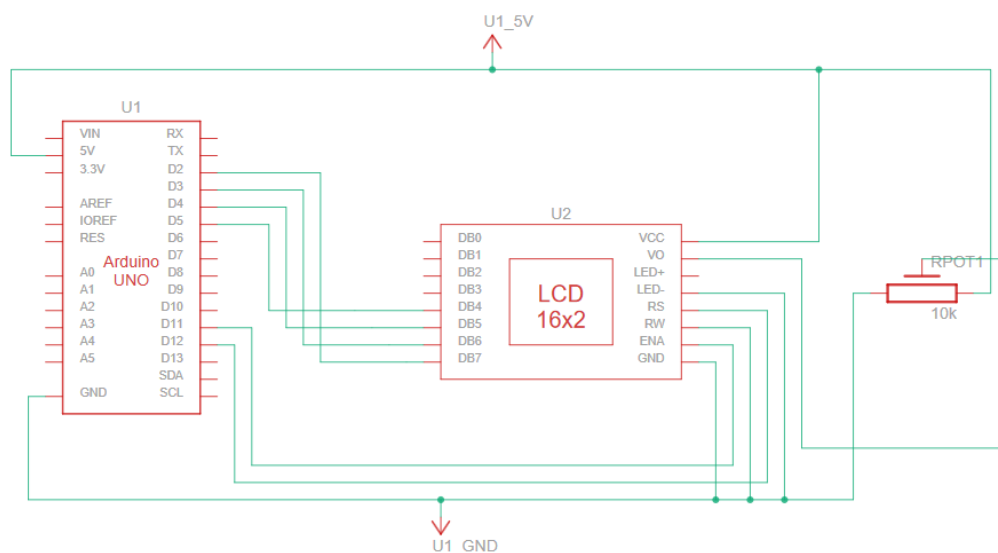 U1_5V
U1
VIN RX
5V TX
3.3V D2
D3
AREF D4
IOREF D5
RES D6
D7
Arduino
UNO
A0 D8
A1 D9
A2 D10
A3 D11
A4 D12
A5 D13
SDA
GND SCL
U2
DB0 VCC
DB1 VO
DB2 LED+
DB3 LED-
DB4 RS
DB5 RW
DB6 ENA
DB7 GND
LCD
16x2
RPOT1
10k
U1_GND